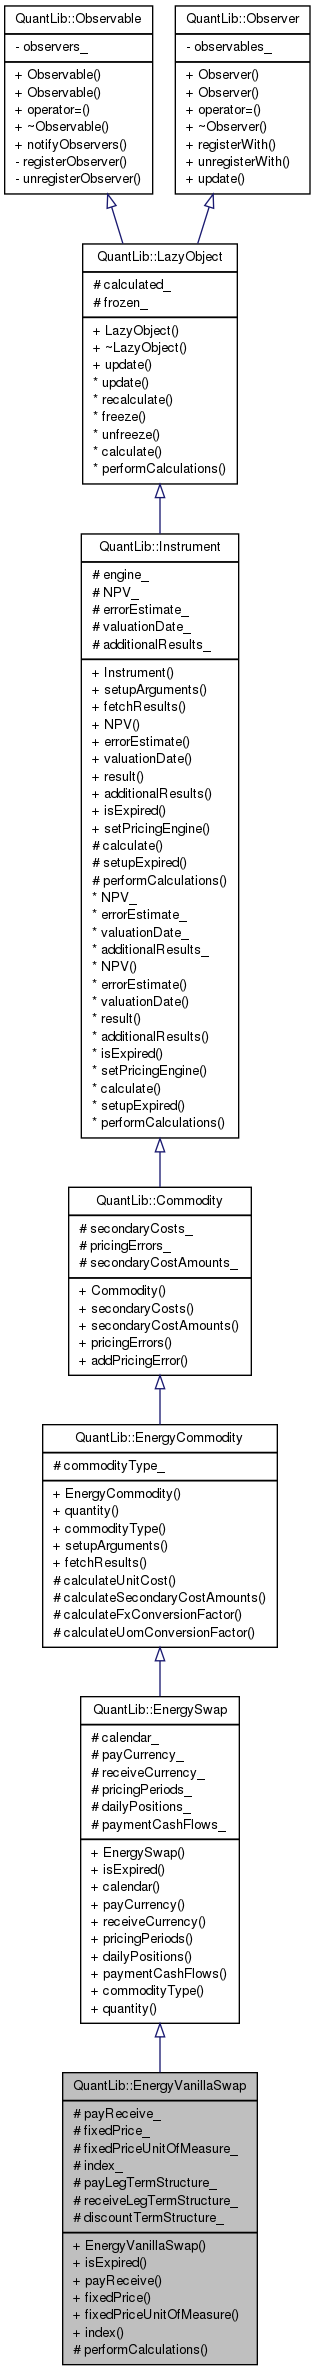 QuantLib::Observable
- observers_
+ Observable()
+ Observable()
+ operator=()
+ ~Observable()
+ notifyObservers()
- registerObserver()
- unregisterObserver()
QuantLib::Observer
- observables_
+ Observer()
+ Observer()
+ operator=()
+ ~Observer()
+ registerWith()
+ unregisterWith()
+ update()
QuantLib::LazyObject
# calculated_
# frozen_
+ LazyObject()
+ ~LazyObject()
+ update()
* update()
* recalculate()
* freeze()
* unfreeze()
* calculate()
* performCalculations()
QuantLib::Instrument
# engine_
# NPV_
# errorEstimate_
# valuationDate_
# additionalResults_
+ Instrument()
+ setupArguments()
+ fetchResults()
+ NPV()
+ errorEstimate()
+ valuationDate()
+ result()
+ additionalResults()
+ isExpired()
+ setPricingEngine()
# calculate()
# setupExpired()
# performCalculations()
* NPV_
* errorEstimate_
* valuationDate_
* additionalResults_
* NPV()
* errorEstimate()
* valuationDate()
* result()
* additionalResults()
* isExpired()
* setPricingEngine()
* calculate()
* setupExpired()
* performCalculations()
QuantLib::Commodity
# secondaryCosts_
# pricingErrors_
# secondaryCostAmounts_
+ Commodity()
+ secondaryCosts()
+ secondaryCostAmounts()
+ pricingErrors()
+ addPricingError()
QuantLib::EnergyCommodity
# commodityType_
+ EnergyCommodity()
+ quantity()
+ commodityType()
+ setupArguments()
+ fetchResults()
# calculateUnitCost()
# calculateSecondaryCostAmounts()
# calculateFxConversionFactor()
# calculateUomConversionFactor()
QuantLib::EnergySwap
# calendar_
# payCurrency_
# receiveCurrency_
# pricingPeriods_
# dailyPositions_
# paymentCashFlows_
+ EnergySwap()
+ isExpired()
+ calendar()
+ payCurrency()
+ receiveCurrency()
+ pricingPeriods()
+ dailyPositions()
+ paymentCashFlows()
+ commodityType()
+ quantity()
QuantLib::EnergyVanillaSwap
# payReceive_
# fixedPrice_
# fixedPriceUnitOfMeasure_
# index_
# payLegTermStructure_
# receiveLegTermStructure_
# discountTermStructure_
+ EnergyVanillaSwap()
+ isExpired()
+ payReceive()
+ fixedPrice()
+ fixedPriceUnitOfMeasure()
+ index()
# performCalculations()